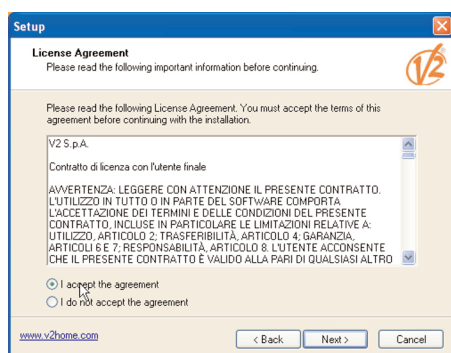 Setup
License Agreement
Please read the following important information before continuing.
V2
Please read the following License Agreement. You must accept the terms of this
agreement before continuing with the installation.
V2 S.p.A.
Contratto di licenza con l'utente finale
AVVERTENZA: LEGGERE CON ATTENZIONE IL PRESENTE CONTRATTO.
L'UTILIZZO IN TUTTO O IN PARTE DEL SOFTWARE COMPORTA
L'ACCETTAZIONE DEI TERMINI E DELLE CONDIZIONI DEL PRESENTE
CONTRATTO, INCLUSE IN PARTICOLARE LE LIMITAZIONI RELATIVE A:
UTILIZZO, ARTICOLO 2; TRASFERIBILITÀ, ARTICOLO 4; GARANZIA,
ARTICOLI 6 E 7; RESPONSABILITÀ, ARTICOLO 8. L'UTENTE ACCONSENTE
CHE IL PRESENTE CONTRATTO È VALIDO ALLA PARI DI QUALSIASI ALTRO
I accept the agreement
I do not accept the agreement
www.v2home.com
< Back
Next >
Cancel